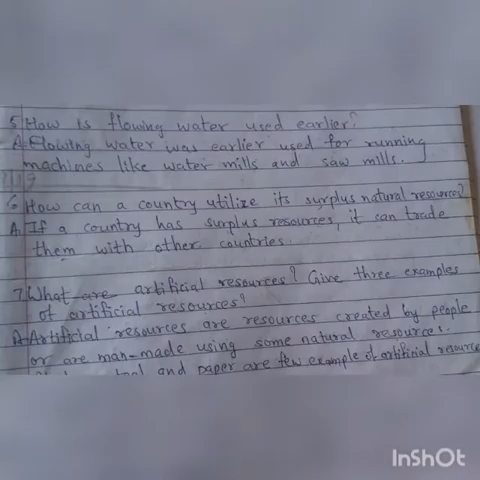 5 How is flowing water used earlier?
A. Flowing water was earlier used for running
machines like water mills and saw mills.
6 How can a country utilize its surplus natural resources?
A. If a country has surplus resources, it can trade
them with other countries.
7. What are artificial resources? Give three examples
of artificial resources?
A. Artificial resources are resources created by people
or are man-made using some natural resources.
and paper are few example of artificial resource
InShOt